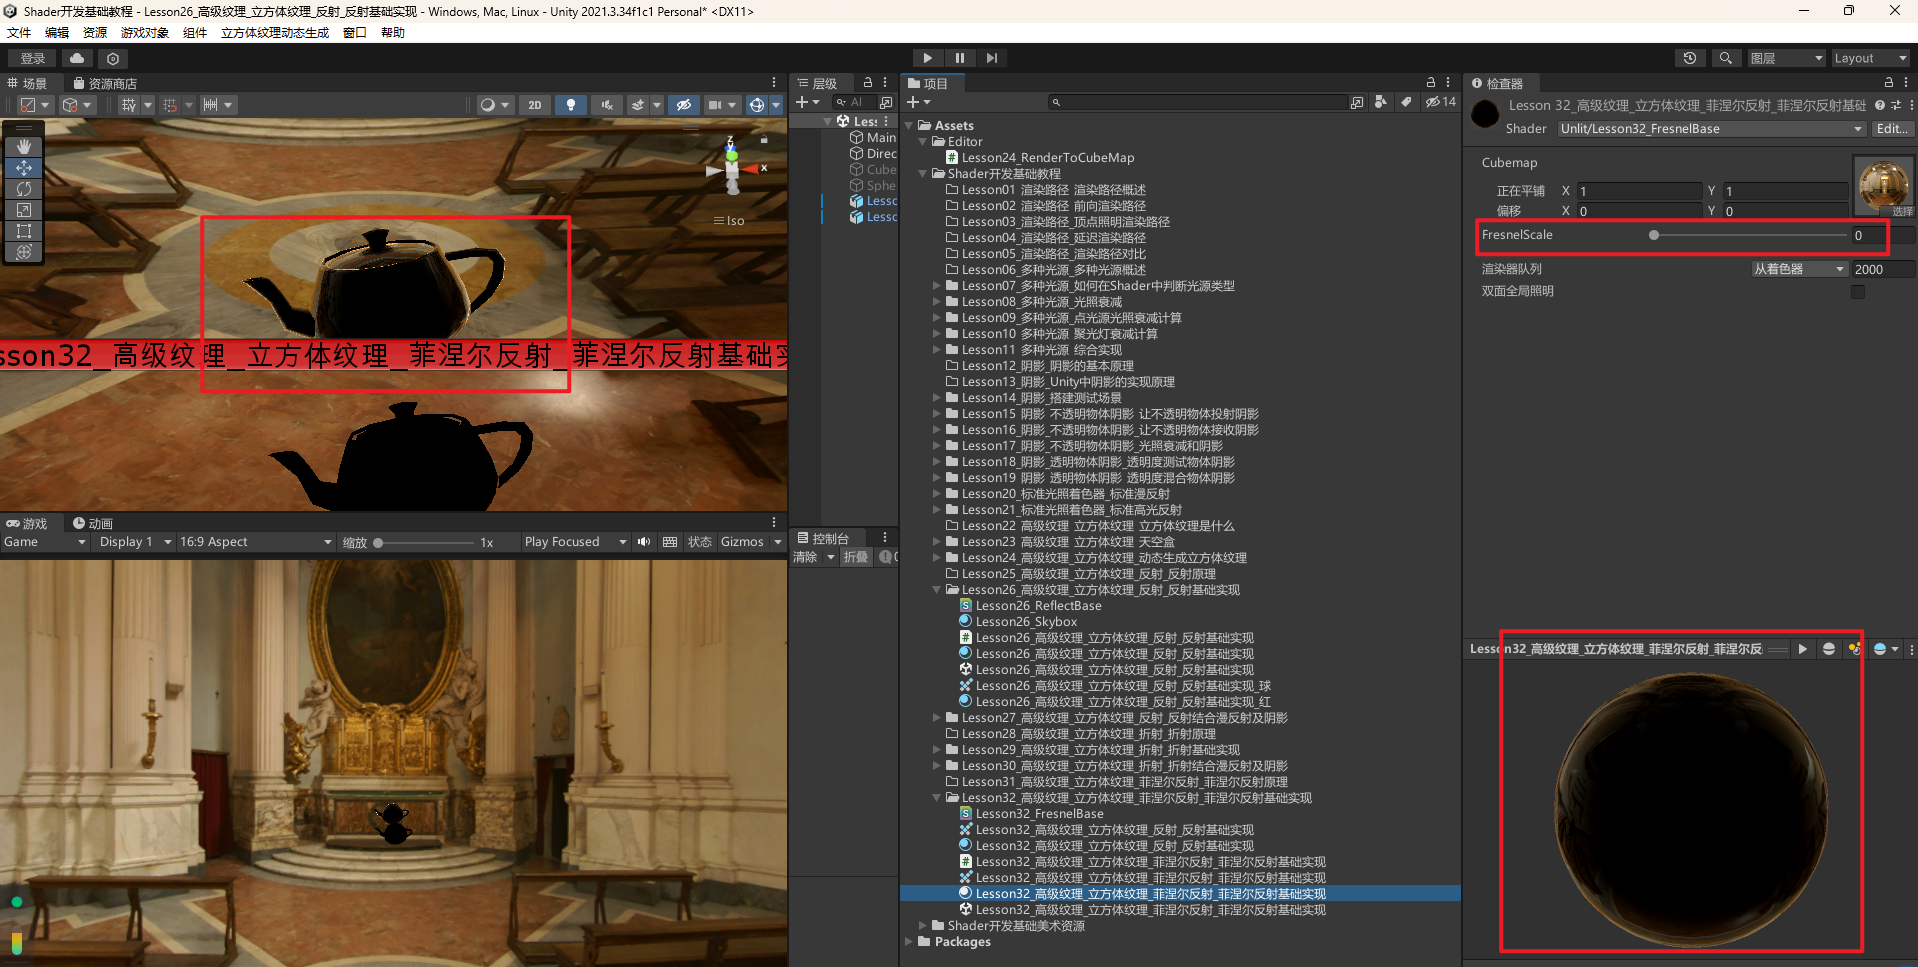 Shader开发基础教程 - Lesson26_高级纹理_立方体纹理_反射_反射基础实现 - Windows, Mac, Linux - Unity 2021.3.34f1c1 Personal* <DX11>
文件 编辑 资源 游戏对象 组件 立方体纹理动态生成 窗口 帮助
登录
图层 Layout
场景 资源商店
2D
z
x
Iso
sson32_高级纹理_立方体纹理_菲涅尔反射_菲涅尔反射基础实
游戏 动画
Game Display 1 16:9 Aspect 缩放 1x Play Focused 状态 Gizmos
层级
All
Less
Main
Direc
Cube
Sphe
Lessc
Lessc
控制台
清除 折叠 0
项目
14
Assets
Editor
Lesson24_RenderToCubeMap
Shader开发基础教程
Lesson01_渲染路径_渲染路径概述
Lesson02_渲染路径_前向渲染路径
Lesson03_渲染路径_顶点照明渲染路径
Lesson04_渲染路径_延迟渲染路径
Lesson05_渲染路径_渲染路径对比
Lesson06_多种光源_多种光源概述
Lesson07_多种光源_如何在Shader中判断光源类型
Lesson08_多种光源_光照衰减
Lesson09_多种光源_点光源光照衰减计算
Lesson10_多种光源_聚光灯衰减计算
Lesson11_多种光源_综合实现
Lesson12_阴影_阴影的基本原理
Lesson13_阴影_Unity中阴影的实现原理
Lesson14_阴影_搭建测试场景
Lesson15_阴影_不透明物体阴影_让不透明物体投射阴影
Lesson16_阴影_不透明物体阴影_让不透明物体接收阴影
Lesson17_阴影_不透明物体阴影_光照衰减和阴影
Lesson18_阴影_透明物体阴影_透明度测试物体阴影
Lesson19_阴影_透明物体阴影_透明度混合物体阴影
Lesson20_标准光照着色器_标准漫反射
Lesson21_标准光照着色器_标准高光反射
Lesson22_高级纹理_立方体纹理_立方体纹理是什么
Lesson23_高级纹理_立方体纹理_天空盒
Lesson24_高级纹理_立方体纹理_动态生成立方体纹理
Lesson25_高级纹理_立方体纹理_反射_反射原理
Lesson26_高级纹理_立方体纹理_反射_反射基础实现
Lesson26_ReflectBase
Lesson26_Skybox
Lesson26_高级纹理_立方体纹理_反射_反射基础实现
Lesson26_高级纹理_立方体纹理_反射_反射基础实现
Lesson26_高级纹理_立方体纹理_反射_反射基础实现
Lesson26_高级纹理_立方体纹理_反射_反射基础实现_球
Lesson26_高级纹理_立方体纹理_反射_反射基础实现_红
Lesson27_高级纹理_立方体纹理_反射_反射结合漫反射及阴影
Lesson28_高级纹理_立方体纹理_折射_折射原理
Lesson29_高级纹理_立方体纹理_折射_折射基础实现
Lesson30_高级纹理_立方体纹理_折射_折射结合漫反射及阴影
Lesson31_高级纹理_立方体纹理_菲涅尔反射_菲涅尔反射原理
Lesson32_高级纹理_立方体纹理_菲涅尔反射_菲涅尔反射基础实现
Lesson32_FresnelBase
Lesson32_高级纹理_立方体纹理_反射_反射基础实现
Lesson32_高级纹理_立方体纹理_反射_反射基础实现
Lesson32_高级纹理_立方体纹理_菲涅尔反射_菲涅尔反射基础实现
Lesson32_高级纹理_立方体纹理_菲涅尔反射_菲涅尔反射基础实现
Lesson32_高级纹理_立方体纹理_菲涅尔反射_菲涅尔反射基础实现
Lesson32_高级纹理_立方体纹理_菲涅尔反射_菲涅尔反射基础实现
Shader开发基础美术资源
Packages
检查器
Lesson 32_高级纹理_立方体纹理_菲涅尔反射_菲涅尔反射基础
Shader Unlit/Lesson32_FresnelBase Edit...
Cubemap
正在平铺 X 1 Y 1
偏移 X 0 Y 0
选择
FresnelScale 0
渲染器队列 从着色器 2000
双面全局照明
Lesson32_高级纹理_立方体纹理_菲涅尔反射_菲涅尔反